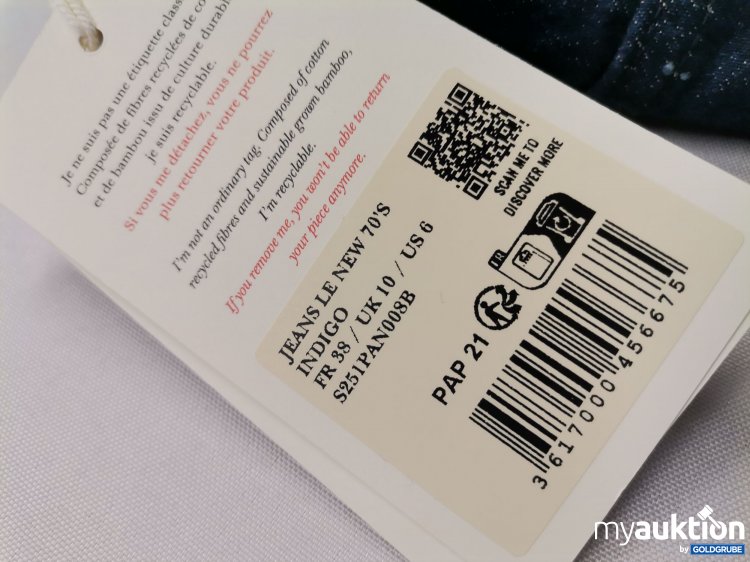 Je ne suis pas une étiquette
Composée de fibres recyclées de
et de bambou issu de culture
je suis recyclable.
Si vous me détachez, vous ne pourrez
plus retourner votre produit.
I'm not an ordinary tag. Composed of cotton
recycled fibres and sustainable grown bamboo,
I'm recyclable.
If you remove me, you won't be able to return
your piece anymore.
SCAN ME TO
DISCOVER MORE
JEANS LE NEW 70'S
INDIGO
FR 38 / UK 10 / US 6
S251PAN'008B
FR
PAP 21
3 617000 456675
myauktion
by GOLDGRUBE